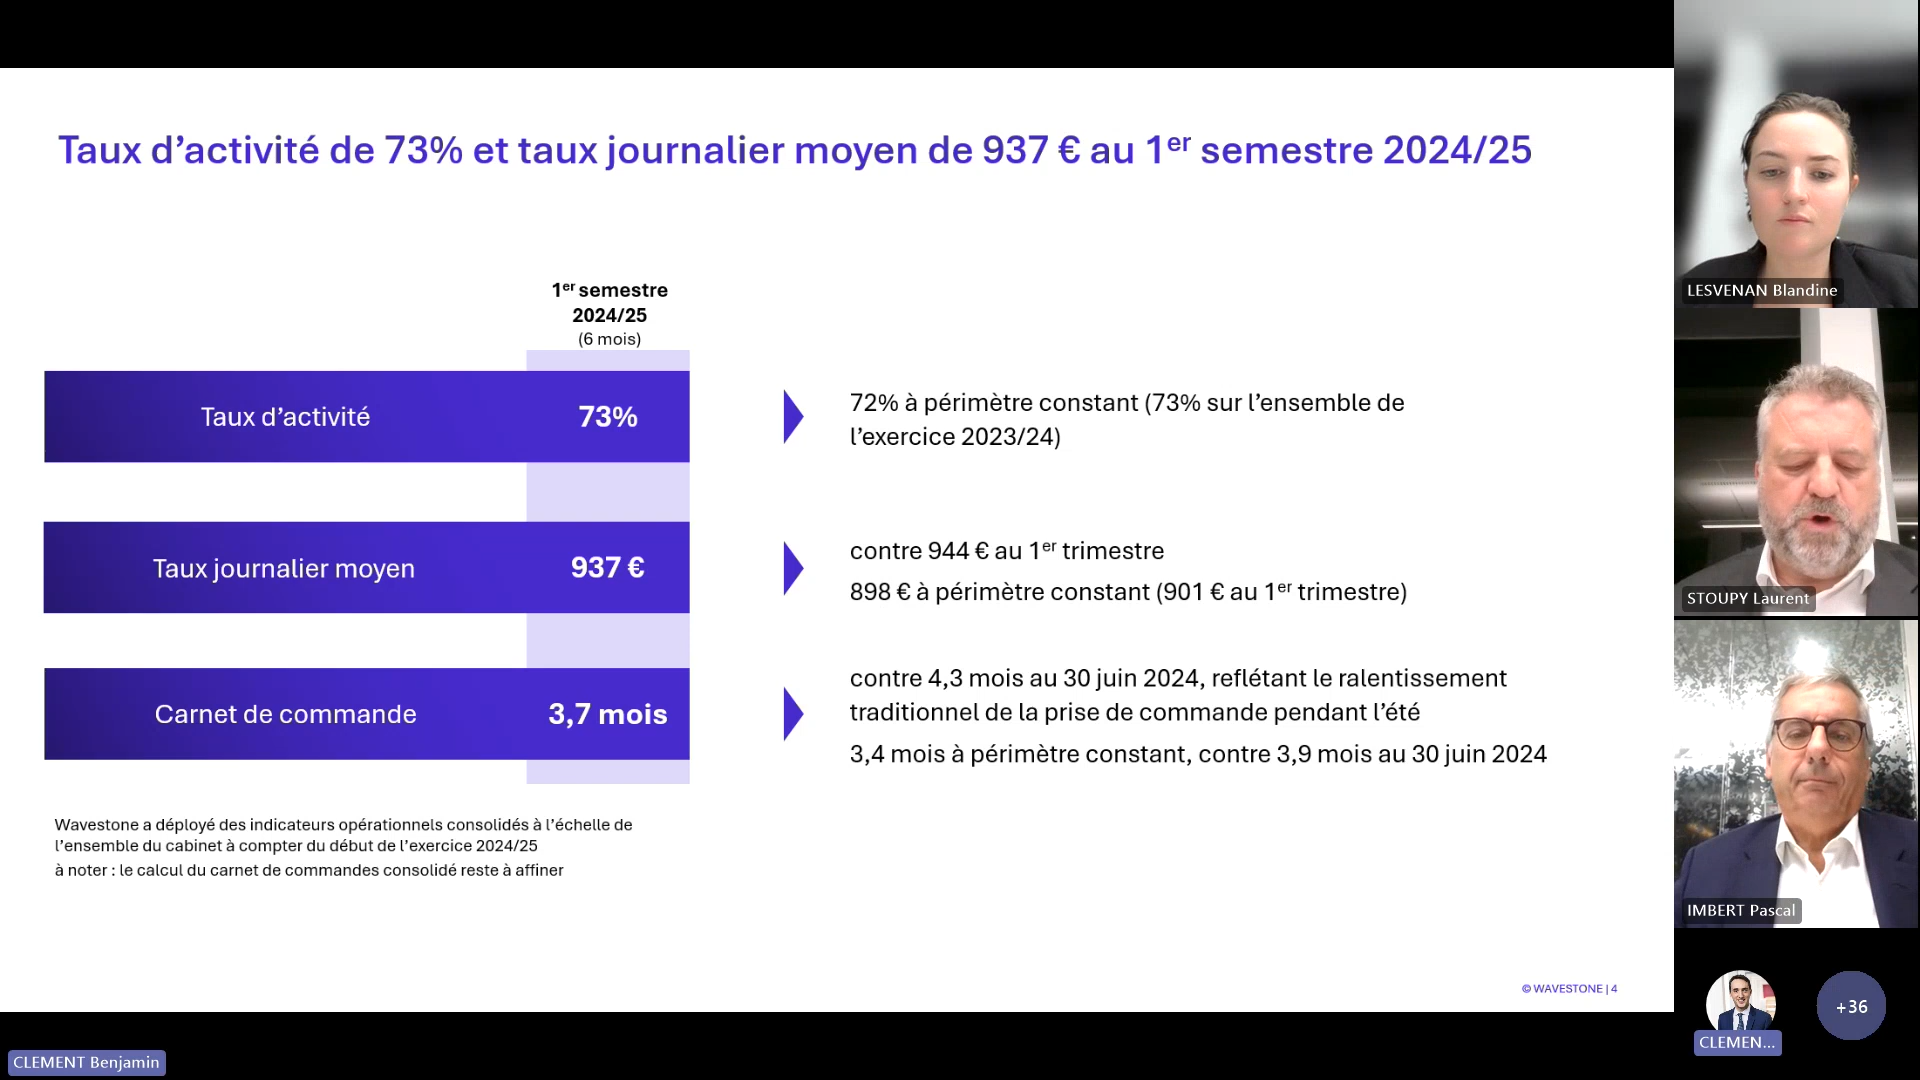 Taux d’activité de 73% et taux journalier moyen de 937 € au 1er semestre 2024/25
1er semestre
2024/25
(6 mois)
Taux d’activité
73%
72% à périmètre constant (73% sur l’ensemble de
l’exercice 2023/24)
Taux journalier moyen
937 €
contre 944 € au 1er trimestre
898 € à périmètre constant (901 € au 1er trimestre)
Carnet de commande
3,7 mois
contre 4,3 mois au 30 juin 2024, reflétant le ralentissement
traditionnel de la prise de commande pendant l’été
3,4 mois à périmètre constant, contre 3,9 mois au 30 juin 2024
Wavestone a déployé des indicateurs opérationnels consolidés à l’échelle de
l’ensemble du cabinet à compter du début de l’exercice 2024/25
à noter : le calcul du carnet de commandes consolidé reste à affiner
© WAVESTONE | 4
CLEMENT Benjamin
LESVENAN Blandine
STOUPY Laurent
IMBERT Pascal
CLEMEN...
+36